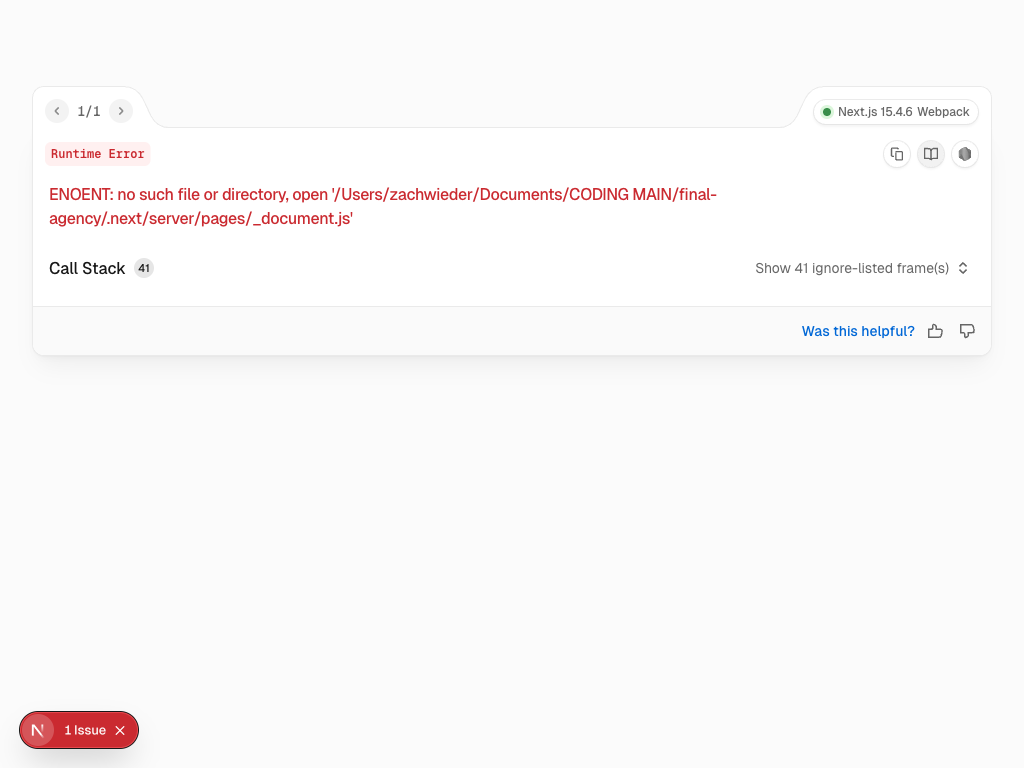 1/1
Next.js 15.4.6 Webpack
Runtime Error
ENOENT: no such file or directory, open '/Users/zachwieder/Documents/CODING MAIN/final-
agency/.next/server/pages/_document.js'
Call Stack 41
Show 41 ignore-listed frame(s)
Was this helpful?
N 1 Issue